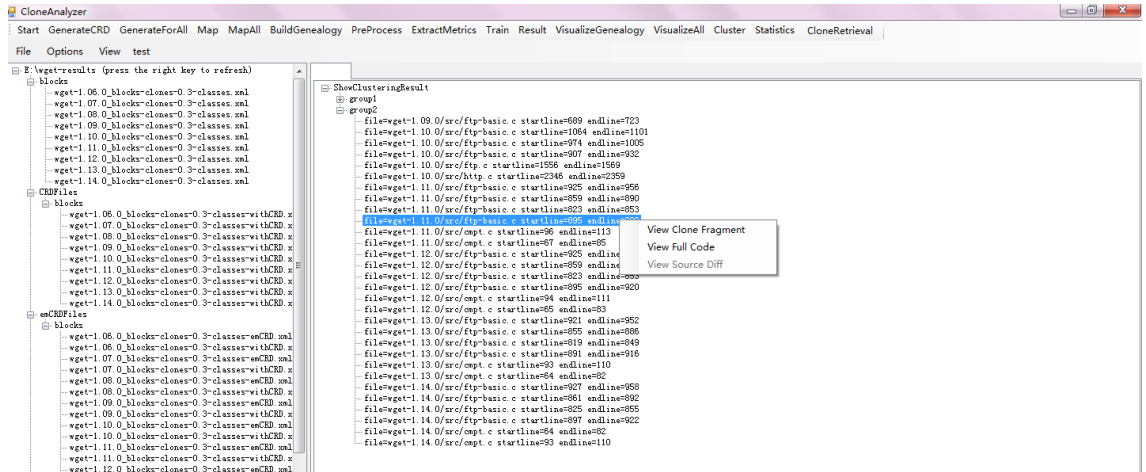 CloneAnalyzer
Start GenerateCRD GenerateForAll Map MapAll BuildGenealogy PreProcess ExtractMetrics Train Result VisualizeGenealogy VisualizeAll Cluster Statistics CloneRetrieval
File Options View test
E:\wget-results (press the right key to refresh)
blocks
wget-1.06.0_blocks-clones-0.3-classes.xml
wget-1.07.0_blocks-clones-0.3-classes.xml
wget-1.08.0_blocks-clones-0.3-classes.xml
wget-1.09.0_blocks-clones-0.3-classes.xml
wget-1.10.0_blocks-clones-0.3-classes.xml
wget-1.11.0_blocks-clones-0.3-classes.xml
wget-1.12.0_blocks-clones-0.3-classes.xml
wget-1.13.0_blocks-clones-0.3-classes.xml
wget-1.14.0_blocks-clones-0.3-classes.xml
CRDFiles
blocks
wget-1.06.0_blocks-clones-0.3-classes-withCRD.x
wget-1.07.0_blocks-clones-0.3-classes-withCRD.x
wget-1.08.0_blocks-clones-0.3-classes-withCRD.x
wget-1.09.0_blocks-clones-0.3-classes-withCRD.x
wget-1.10.0_blocks-clones-0.3-classes-withCRD.x
wget-1.11.0_blocks-clones-0.3-classes-withCRD.x
wget-1.12.0_blocks-clones-0.3-classes-withCRD.x
wget-1.13.0_blocks-clones-0.3-classes-withCRD.x
wget-1.14.0_blocks-clones-0.3-classes-withCRD.x
emCRDFiles
blocks
wget-1.06.0_blocks-clones-0.3-classes-emCRD.xml
wget-1.06.0_blocks-clones-0.3-classes-withCRD.x
wget-1.07.0_blocks-clones-0.3-classes-emCRD.xml
wget-1.07.0_blocks-clones-0.3-classes-withCRD.x
wget-1.08.0_blocks-clones-0.3-classes-emCRD.xml
wget-1.08.0_blocks-clones-0.3-classes-withCRD.x
wget-1.09.0_blocks-clones-0.3-classes-emCRD.xml
wget-1.09.0_blocks-clones-0.3-classes-withCRD.x
wget-1.10.0_blocks-clones-0.3-classes-emCRD.xml
wget-1.10.0_blocks-clones-0.3-classes-withCRD.x
wget-1.11.0_blocks-clones-0.3-classes-emCRD.xml
wget-1.11.0_blocks-clones-0.3-classes-withCRD.x
wget-1.12.0_blocks-clones-0.3-classes-emCRD.xml
ShowClusteringResult
group1
group2
file=wget-1.09.0/src/ftp-basic.c startline=689 endline=723
file=wget-1.10.0/src/ftp-basic.c startline=1064 endline=1101
file=wget-1.10.0/src/ftp-basic.c startline=974 endline=1005
file=wget-1.10.0/src/ftp-basic.c startline=907 endline=932
file=wget-1.10.0/src/ftp.c startline=1556 endline=1569
file=wget-1.10.0/src/http.c startline=2346 endline=2359
file=wget-1.11.0/src/ftp-basic.c startline=925 endline=956
file=wget-1.11.0/src/ftp-basic.c startline=859 endline=890
file=wget-1.11.0/src/ftp-basic.c startline=823 endline=853
file=wget-1.11.0/src/ftp-basic.c startline=895
file=wget-1.11.0/src/cmpt.c startline=96 endline=113
file=wget-1.11.0/src/cmpt.c startline=67 endline=85
file=wget-1.12.0/src/ftp-basic.c startline=925 endline
file=wget-1.12.0/src/ftp-basic.c startline=859 endline
file=wget-1.12.0/src/ftp-basic.c startline=823
file=wget-1.12.0/src/ftp-basic.c startline=895 endline=920
file=wget-1.12.0/src/cmpt.c startline=94 endline=111
file=wget-1.12.0/src/cmpt.c startline=65 endline=83
file=wget-1.13.0/src/ftp-basic.c startline=921 endline=952
file=wget-1.13.0/src/ftp-basic.c startline=855 endline=886
file=wget-1.13.0/src/ftp-basic.c startline=819 endline=849
file=wget-1.13.0/src/ftp-basic.c startline=891 endline=916
file=wget-1.13.0/src/cmpt.c startline=93 endline=110
file=wget-1.13.0/src/cmpt.c startline=64 endline=82
file=wget-1.14.0/src/ftp-basic.c startline=927 endline=958
file=wget-1.14.0/src/ftp-basic.c startline=861 endline=892
file=wget-1.14.0/src/ftp-basic.c startline=825 endline=855
file=wget-1.14.0/src/ftp-basic.c startline=897 endline=922
file=wget-1.14.0/src/cmpt.c startline=64 endline=82
file=wget-1.14.0/src/cmpt.c startline=93 endline=110
View Clone Fragment
View Full Code
View Source Diff